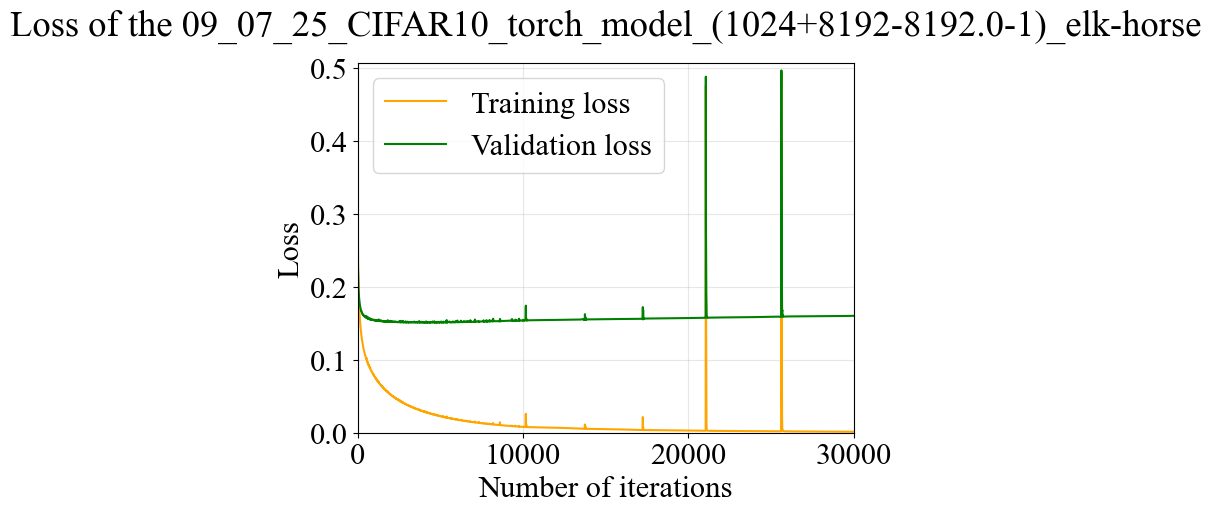 Loss of the 09_07_25_CIFAR10_torch_model_(1024+8192-8192.0-1)_elk-horse
0.5
0.4
0.3
0.2
0.1
0.0
Loss
Training loss
Validation loss
0 10000 20000 30000
Number of iterations